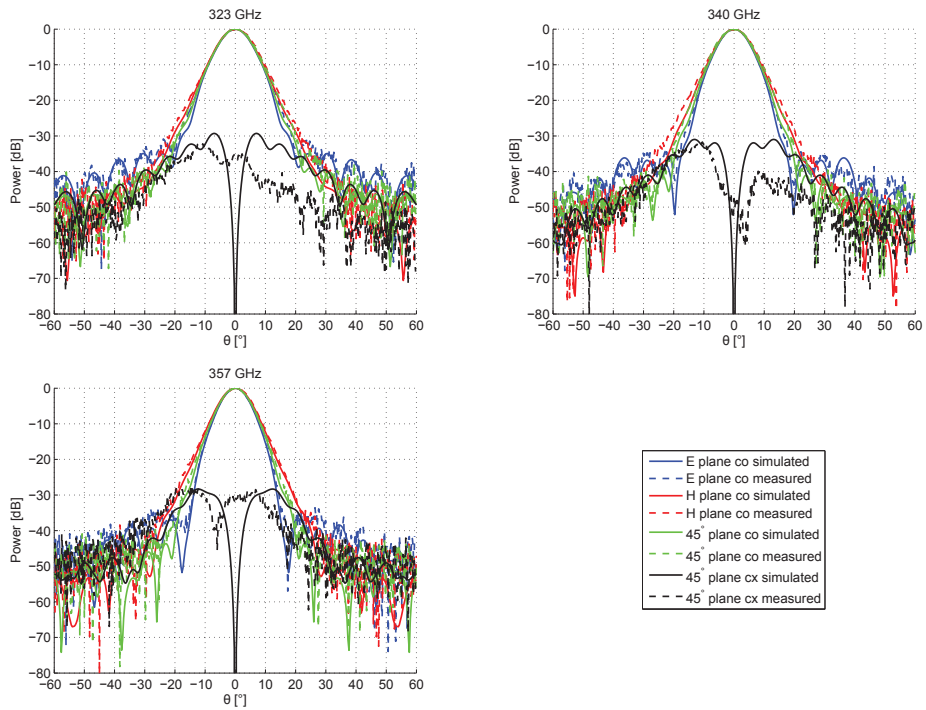 323 GHz
0
−10
−20
−30
−40
−50
−60
−70
−80
Power [dB]
−60 −50 −40 −30 −20 −10 0 10 20 30 40 50 60
θ [°]
340 GHz
0
−10
−20
−30
−40
−50
−60
−70
−80
Power [dB]
−60 −50 −40 −30 −20 −10 0 10 20 30 40 50 60
θ [°]
357 GHz
0
−10
−20
−30
−40
−50
−60
−70
−80
Power [dB]
−60 −50 −40 −30 −20 −10 0 10 20 30 40 50 60
θ [°]
E plane co simulated
E plane co measured
H plane co simulated
H plane co measured
45° plane co simulated
45° plane co measured
45° plane cx simulated
45° plane cx measured